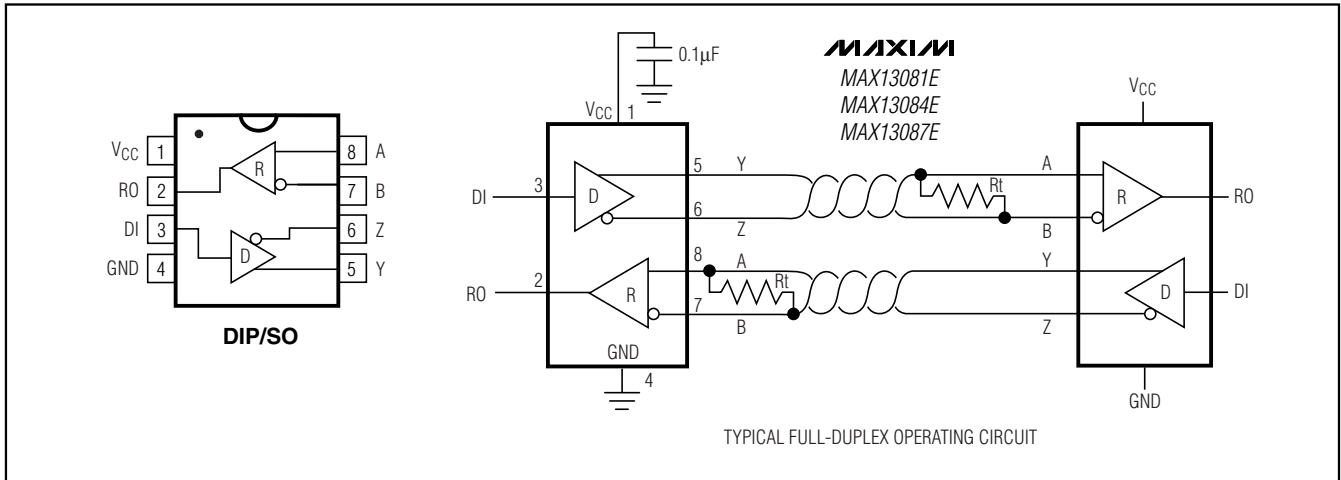 VCC 1
RO 2
DI 3
GND 4
8 A
7 B
6 Z
5 Y
R
D
DIP/SO
0.1µF
VCC 1
MAXIM
MAX13081E
MAX13084E
MAX13087E
VCC
DI 3
D
5 Y
6 Z
Rt
A
B
R
RO
RO 2
R
8 A
7 B
Rt
Y
Z
D
DI
GND
4
GND
TYPICAL FULL-DUPLEX OPERATING CIRCUIT